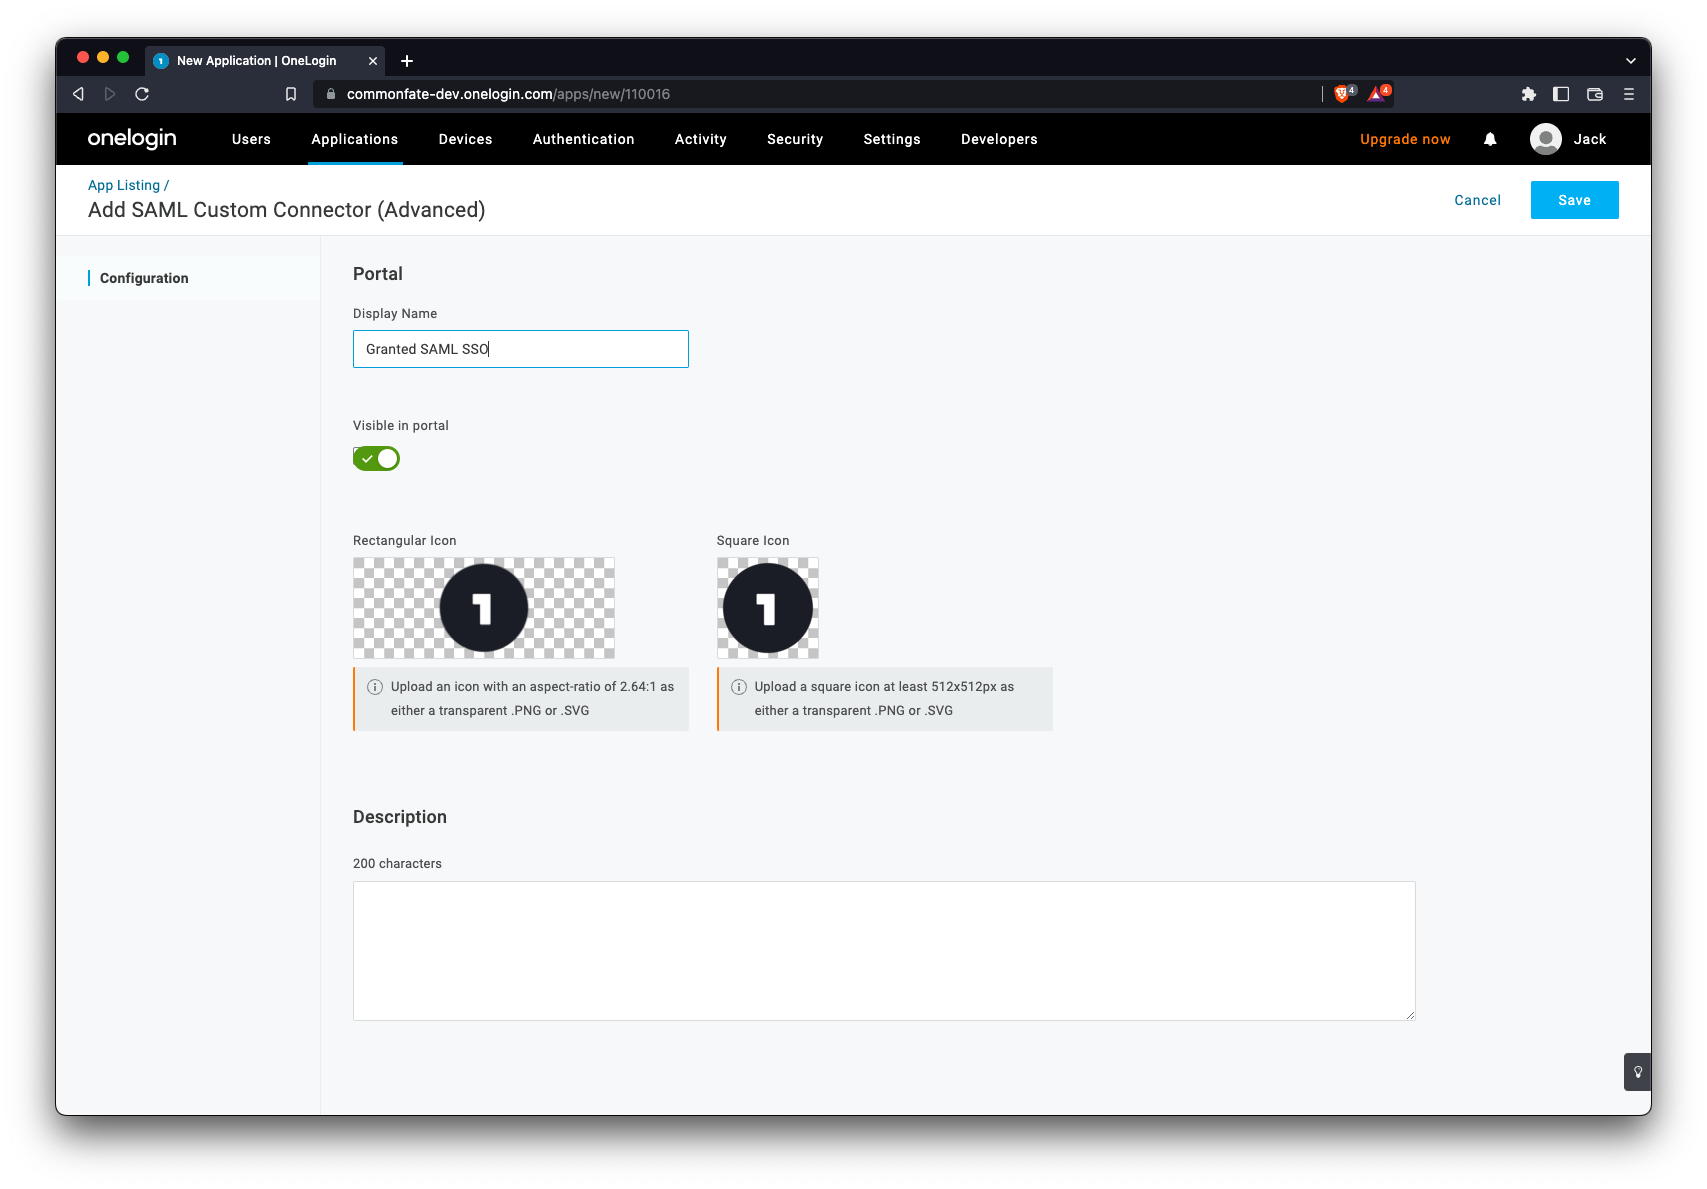 New Application | OneLogin
commonfate-dev.onelogin.com/apps/new/110016
4
4
onelogin
Users
Applications
Devices
Authentication
Activity
Security
Settings
Developers
Upgrade now
Jack
App Listing /
Add SAML Custom Connector (Advanced)
Cancel
Save
Configuration
Portal
Display Name
Granted SAML SSO
Visible in portal
Rectangular Icon
Square Icon
1
1
Upload an icon with an aspect-ratio of 2.64:1 as
either a transparent .PNG or .SVG
Upload a square icon at least 512x512px as
either a transparent .PNG or .SVG
Description
200 characters